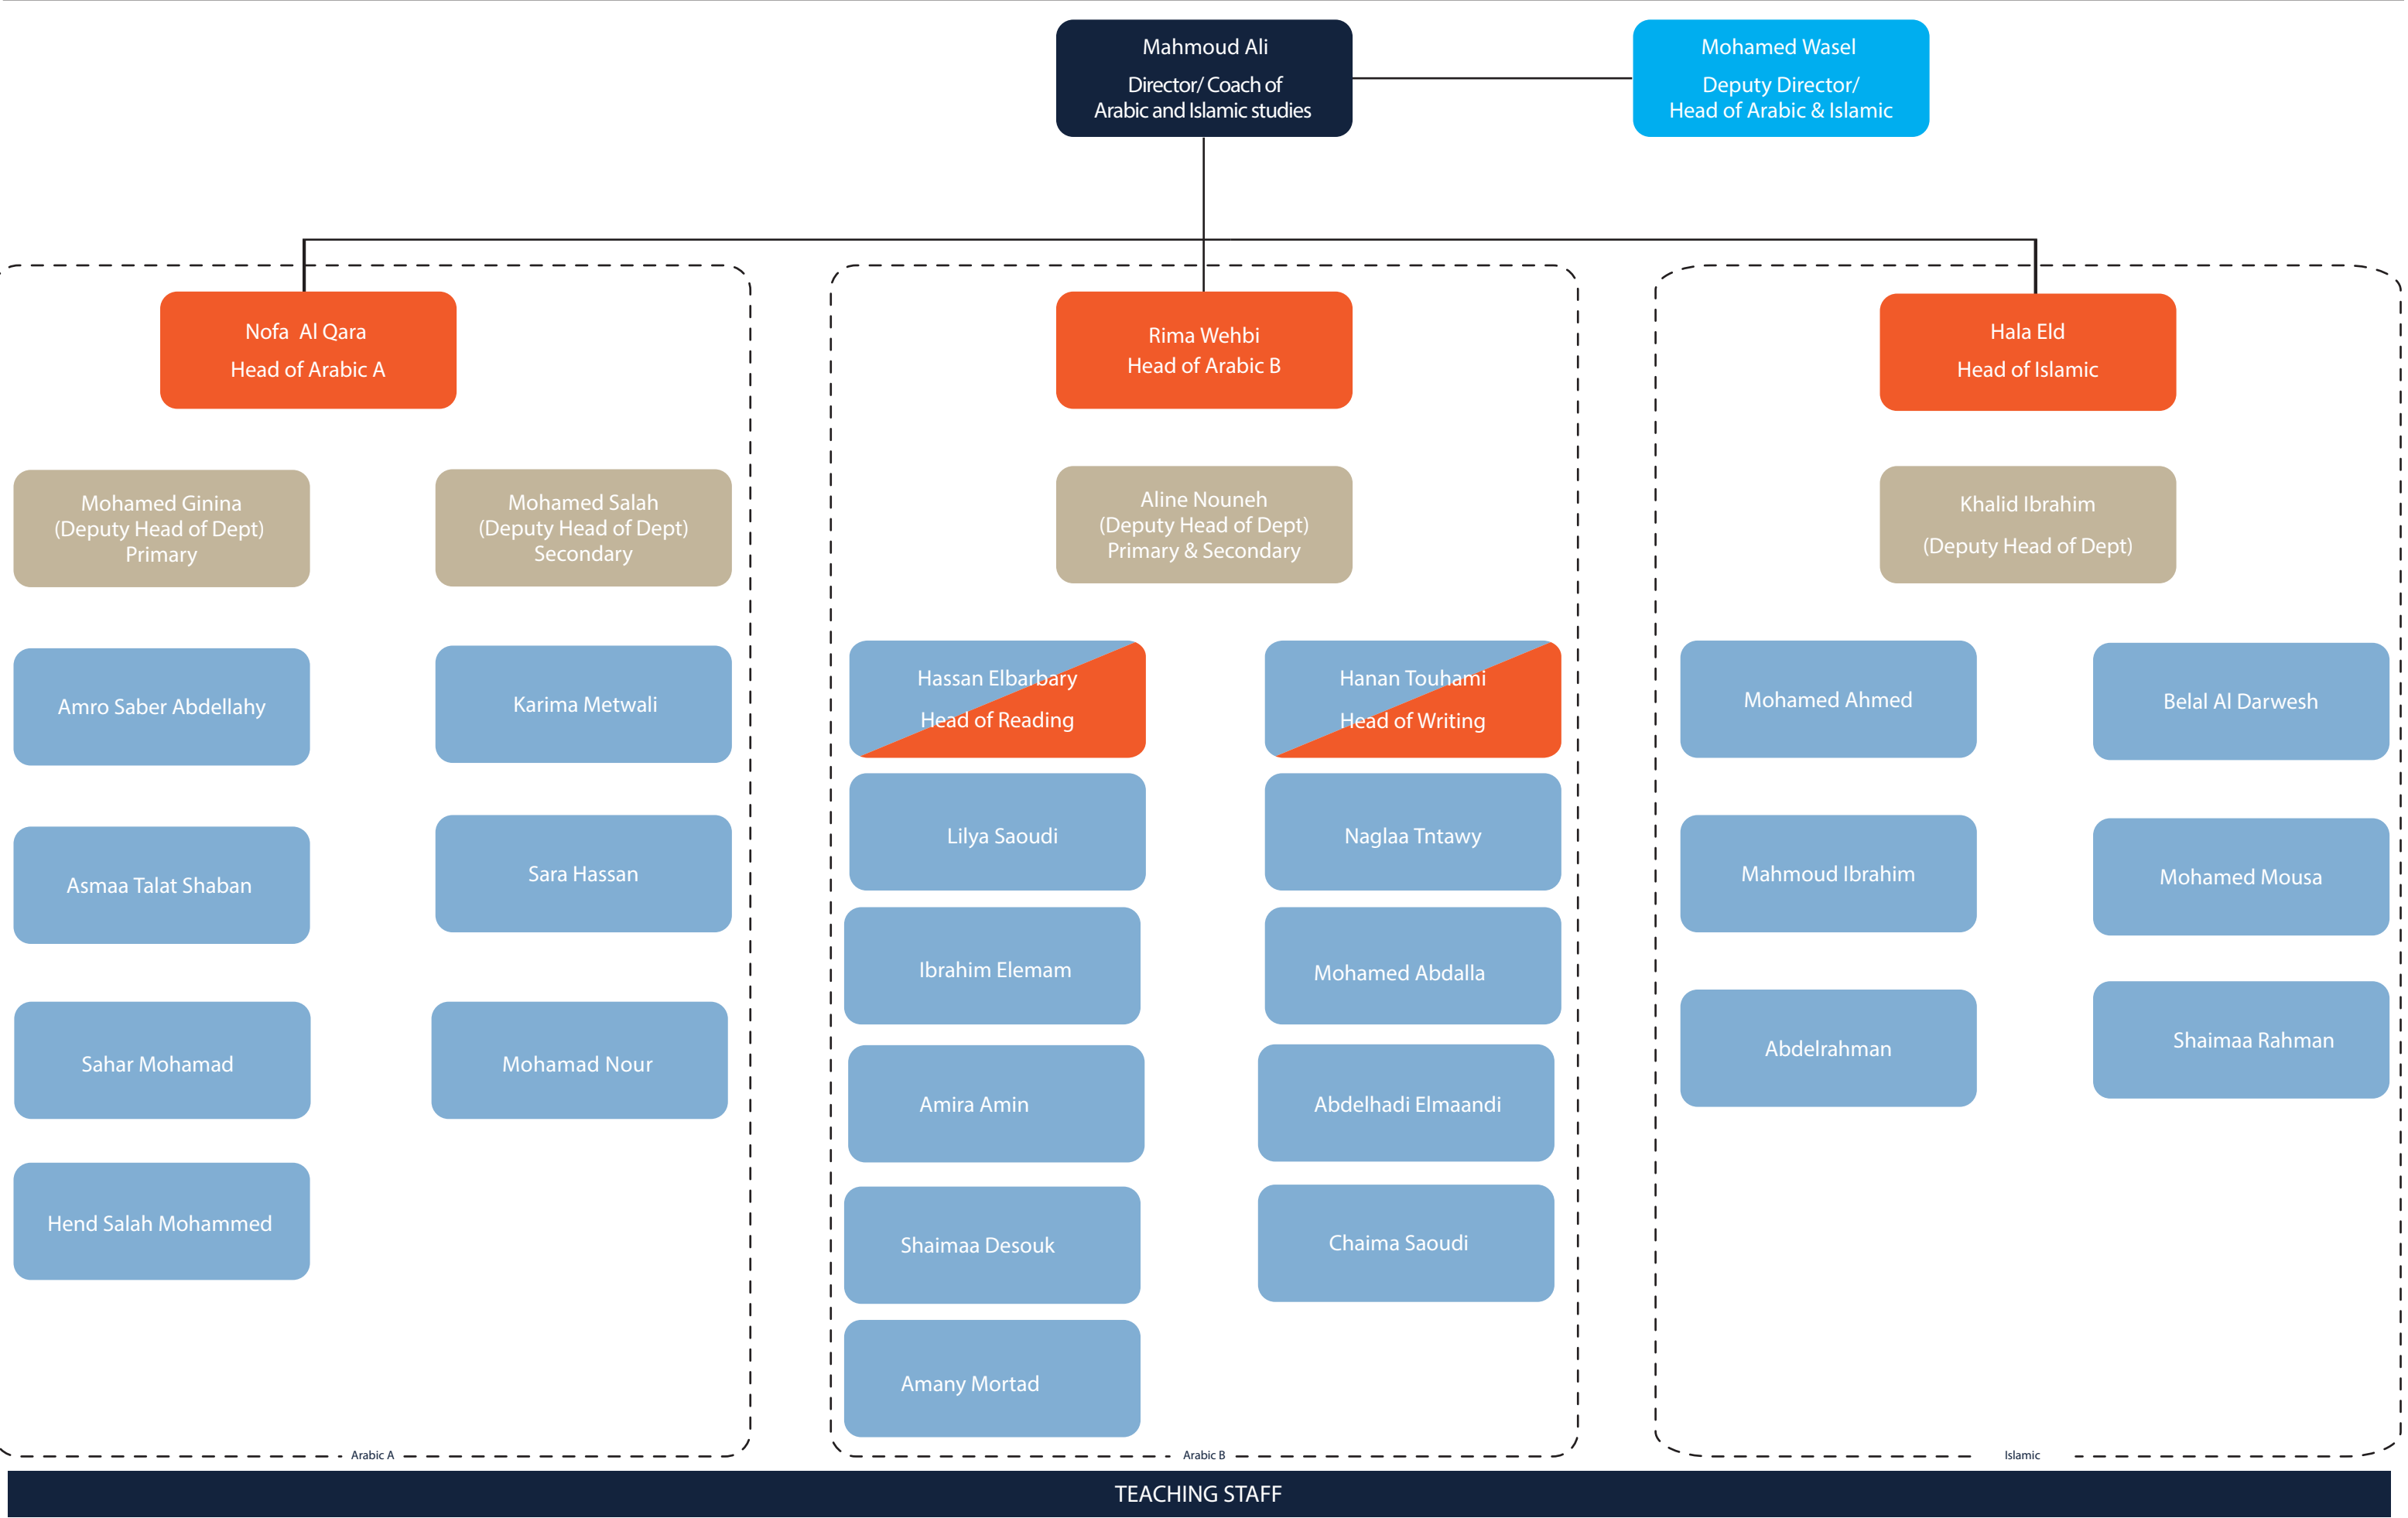 Mahmoud Ali
Director/ Coach of
Arabic and Islamic studies
Mohamed Wasel
Deputy Director/
Head of Arabic & Islamic
Nofa Al Qara
Head of Arabic A
Mohamed Ginina
(Deputy Head of Dept)
Primary
Mohamed Salah
(Deputy Head of Dept)
Secondary
Amro Saber Abdellahy
Karima Metwali
Asmaa Talat Shaban
Sara Hassan
Sahar Mohamad
Mohamad Nour
Hend Salah Mohammed
Arabic A
Rima Wehbi
Head of Arabic B
Aline Nouneh
(Deputy Head of Dept)
Primary & Secondary
Hassan Elbarbary
Head of Reading
Hanan Touhami
Head of Writing
Lilya Saoudi
Naglaa Tntawy
Ibrahim Elemam
Mohamed Abdalla
Amira Amin
Abdelhadi Elmaandi
Shaimaa Desouk
Chaima Saoudi
Amany Mortad
Arabic B
Hala Eld
Head of Islamic
Khalid Ibrahim
(Deputy Head of Dept)
Mohamed Ahmed
Belal Al Darwesh
Mahmoud Ibrahim
Mohamed Mousa
Abdelrahman
Shaimaa Rahman
Islamic
TEACHING STAFF